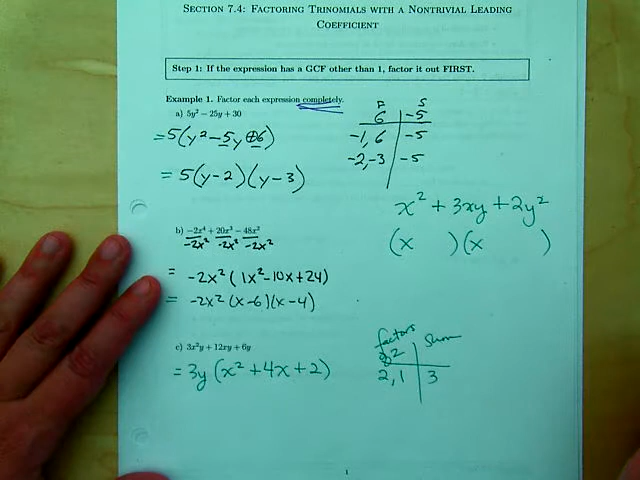 SECTION 7.4: FACTORING TRINOMIALS WITH A NONTRIVIAL LEADING
COEFFICIENT
Step 1: If the expression has a GCF other than 1, factor it out FIRST.
Example 1. Factor each expression completely.
a) 5y² − 25y + 30
= 5(y² − 5y ⊕ 6)
= 5(y − 2)(y − 3)
P | S
6 | −5
−1, 6 | −5
−2, −3 | −5
x² + 3xy + 2y²
(x )(x )
b) −2x⁴ + 20x³ − 48x²
−2x² −2x² −2x²
= −2x² (1x² − 10x + 24)
= −2x² (x − 6)(x − 4)
c) 3x²y + 12xy + 6y
= 3y (x² + 4x + 2)
factors of 2 | Sum
2, 1 | 3
1